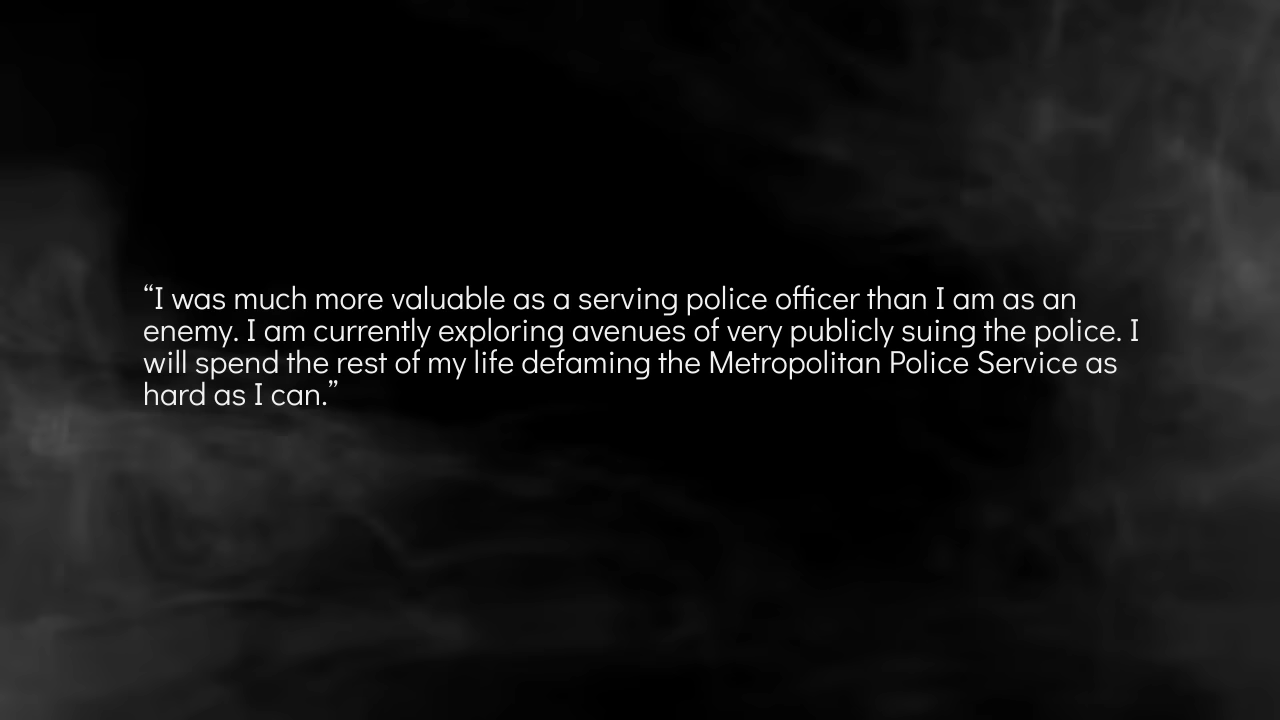 “I was much more valuable as a serving police officer than I am as an
enemy. I am currently exploring avenues of very publicly suing the police. I
will spend the rest of my life defaming the Metropolitan Police Service as
hard as I can.”